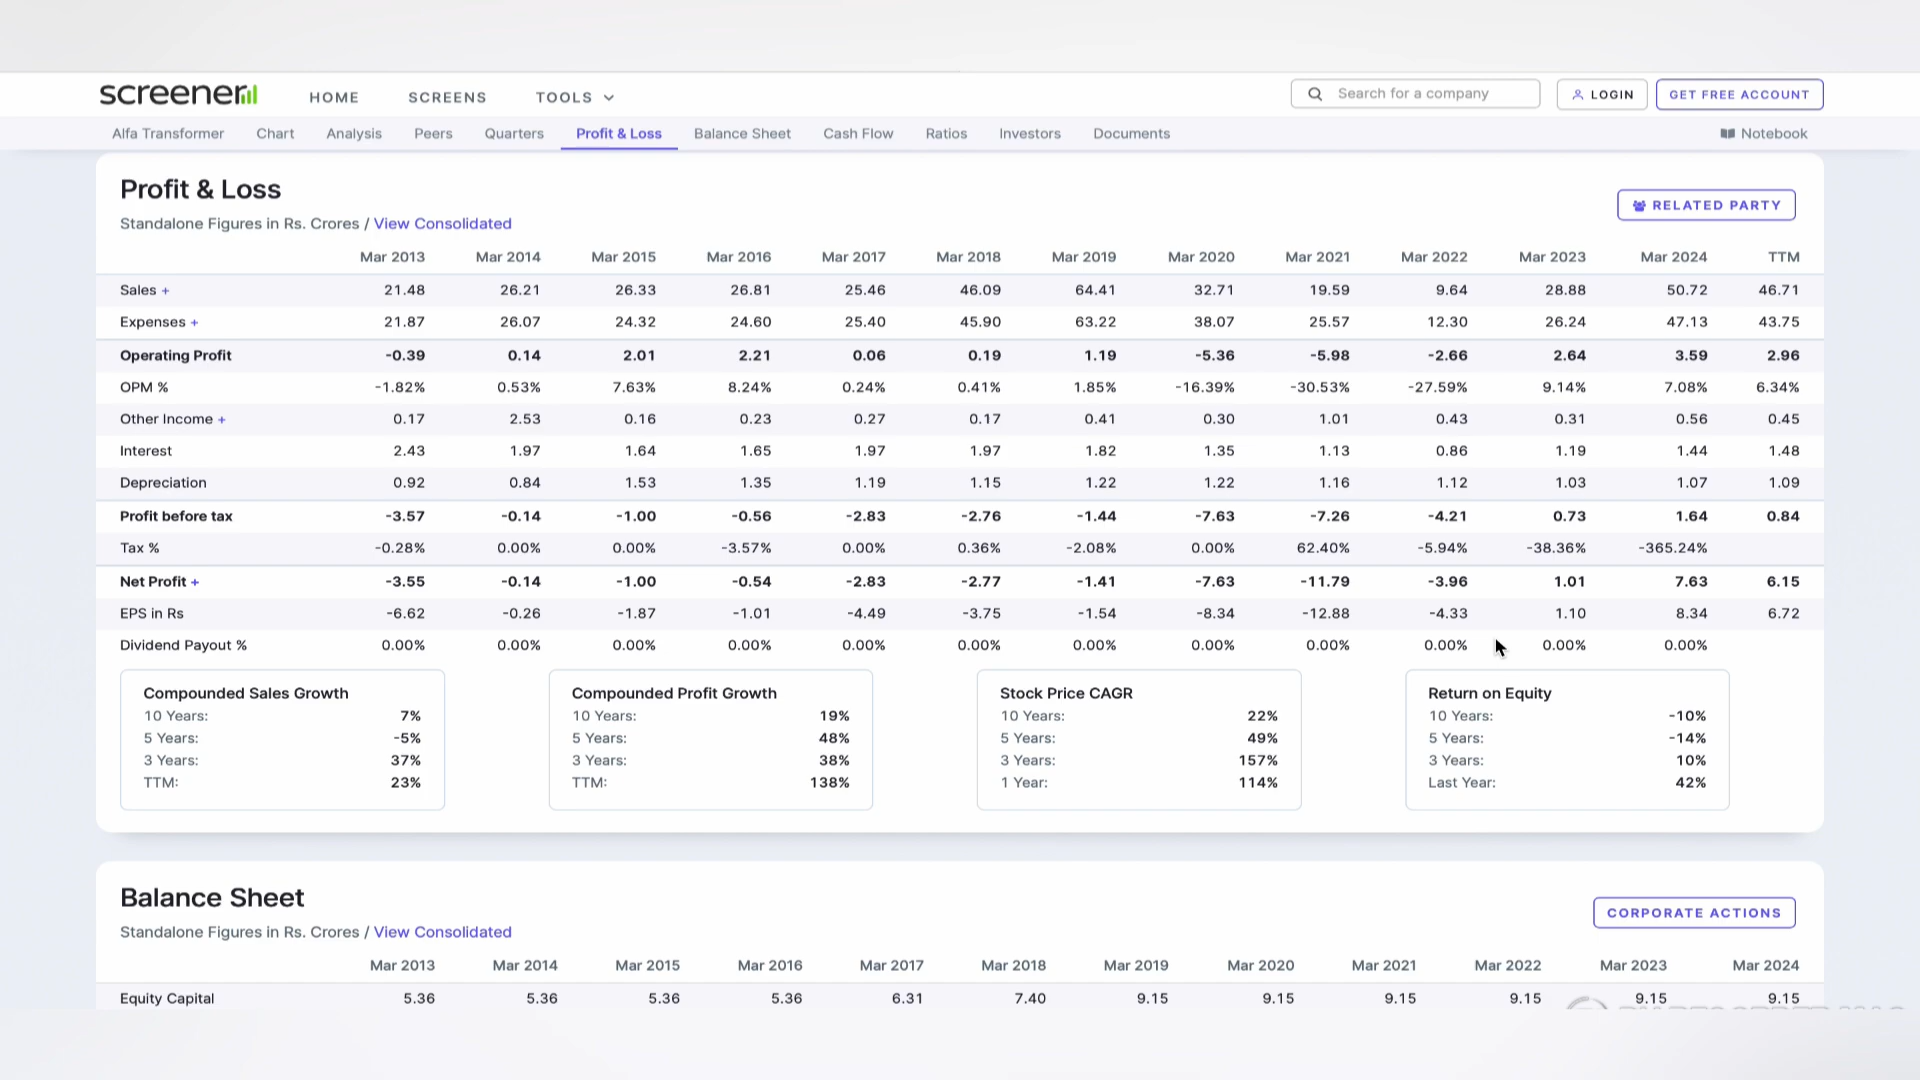 screener HOME SCREENS TOOLS Search for a company LOGIN GET FREE ACCOUNT
Alfa Transformer Chart Analysis Peers Quarters Profit & Loss Balance Sheet Cash Flow Ratios Investors Documents Notebook
Profit & Loss
RELATED PARTY
Standalone Figures in Rs. Crores / View Consolidated
Mar 2013 Mar 2014 Mar 2015 Mar 2016 Mar 2017 Mar 2018 Mar 2019 Mar 2020 Mar 2021 Mar 2022 Mar 2023 Mar 2024 TTM
Sales + 21.48 26.21 26.33 26.81 25.46 46.09 64.41 32.71 19.59 9.64 28.88 50.72 46.71
Expenses + 21.87 26.07 24.32 24.60 25.40 45.90 63.22 38.07 25.57 12.30 26.24 47.13 43.75
Operating Profit -0.39 0.14 2.01 2.21 0.06 0.19 1.19 -5.36 -5.98 -2.66 2.64 3.59 2.96
OPM % -1.82% 0.53% 7.63% 8.24% 0.24% 0.41% 1.85% -16.39% -30.53% -27.59% 9.14% 7.08% 6.34%
Other Income + 0.17 2.53 0.16 0.23 0.27 0.17 0.41 0.30 1.01 0.43 0.31 0.56 0.45
Interest 2.43 1.97 1.64 1.65 1.97 1.97 1.82 1.35 1.13 0.86 1.19 1.44 1.48
Depreciation 0.92 0.84 1.53 1.35 1.19 1.15 1.22 1.22 1.16 1.12 1.03 1.07 1.09
Profit before tax -3.57 -0.14 -1.00 -0.56 -2.83 -2.76 -1.44 -7.63 -7.26 -4.21 0.73 1.64 0.84
Tax % -0.28% 0.00% 0.00% -3.57% 0.00% 0.36% -2.08% 0.00% 62.40% -5.94% -38.36% -365.24%
Net Profit + -3.55 -0.14 -1.00 -0.54 -2.83 -2.77 -1.41 -7.63 -11.79 -3.96 1.01 7.63 6.15
EPS in Rs -6.62 -0.26 -1.87 -1.01 -4.49 -3.75 -1.54 -8.34 -12.88 -4.33 1.10 8.34 6.72
Dividend Payout % 0.00% 0.00% 0.00% 0.00% 0.00% 0.00% 0.00% 0.00% 0.00% 0.00% 0.00% 0.00%
Compounded Sales Growth
10 Years: 7%
5 Years: -5%
3 Years: 37%
TTM: 23%
Compounded Profit Growth
10 Years: 19%
5 Years: 48%
3 Years: 38%
TTM: 138%
Stock Price CAGR
10 Years: 22%
5 Years: 49%
3 Years: 157%
1 Year: 114%
Return on Equity
10 Years: -10%
5 Years: -14%
3 Years: 10%
Last Year: 42%
Balance Sheet
CORPORATE ACTIONS
Standalone Figures in Rs. Crores / View Consolidated
Mar 2013 Mar 2014 Mar 2015 Mar 2016 Mar 2017 Mar 2018 Mar 2019 Mar 2020 Mar 2021 Mar 2022 Mar 2023 Mar 2024
Equity Capital 5.36 5.36 5.36 5.36 6.31 7.40 9.15 9.15 9.15 9.15 9.15 9.15